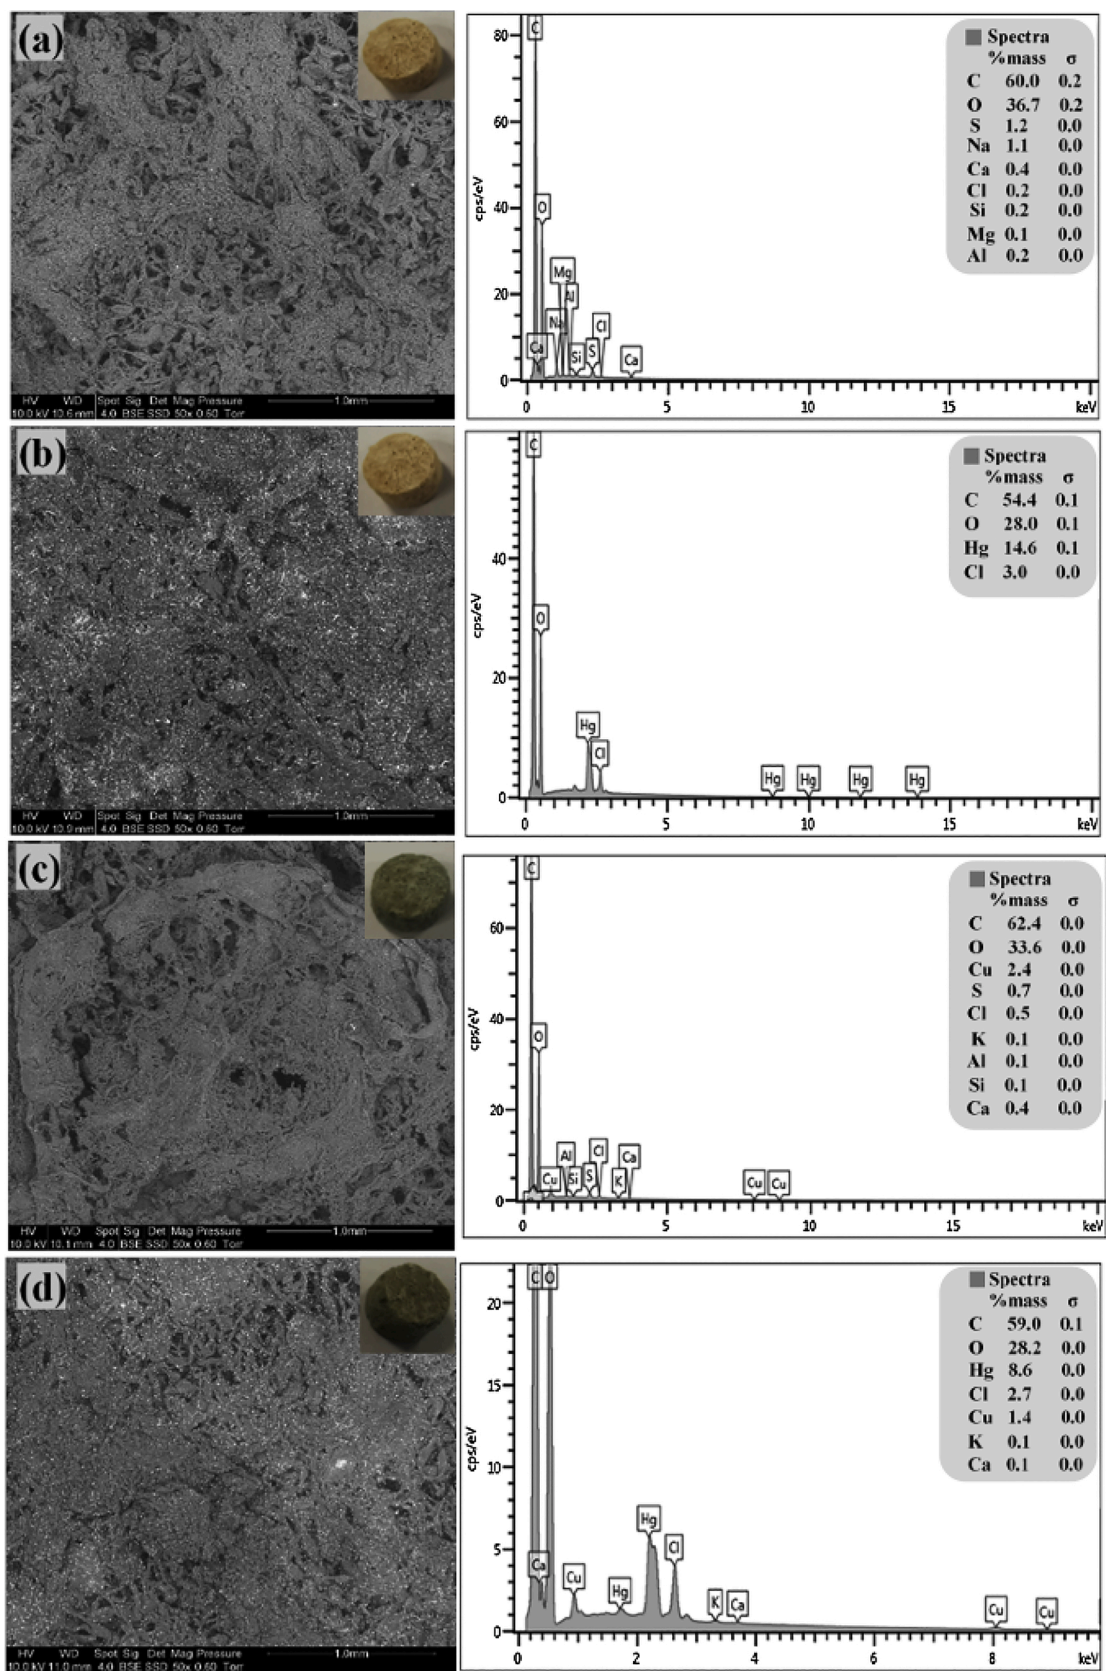 (a)
HV WD Spot Sig Det Mag Pressure 1.0mm
10.0 kV 10.6 mm 4.0 BSE SSD 50x 0.60 Torr
80
60
40
20
0
cps/eV
C
O
Mg
Al
Na
Cl
Ca
Si
S
Ca
0 5 10 15 keV
Spectra
%mass σ
C 60.0 0.2
O 36.7 0.2
S 1.2 0.0
Na 1.1 0.0
Ca 0.4 0.0
Cl 0.2 0.0
Si 0.2 0.0
Mg 0.1 0.0
Al 0.2 0.0
(b)
HV WD Spot Sig Det Mag Pressure 1.0mm
10.0 kV 10.9 mm 4.0 BSE SSD 50x 0.60 Torr
40
20
0
cps/eV
C
O
Hg
Cl
Hg Hg Hg Hg
0 5 10 15 keV
Spectra
%mass σ
C 54.4 0.1
O 28.0 0.1
Hg 14.6 0.1
Cl 3.0 0.0
(c)
HV WD Spot Sig Det Mag Pressure 1.0mm
10.0 kV 10.1 mm 4.0 BSE SSD 50x 0.60 Torr
60
40
20
0
cps/eV
C
O
Al Cl Ca
Cu Si S K Cu Cu
0 5 10 15 keV
Spectra
%mass σ
C 62.4 0.0
O 33.6 0.0
Cu 2.4 0.0
S 0.7 0.0
Cl 0.5 0.0
K 0.1 0.0
Al 0.1 0.0
Si 0.1 0.0
Ca 0.4 0.0
(d)
HV WD Spot Sig Det Mag Pressure 1.0mm
10.0 kV 11.0 mm 4.0 BSE SSD 50x 0.60 Torr
20
15
10
5
0
cps/eV
C O
Hg
Cl
Ca
Cu
Hg
K Ca
Cu Cu
0 2 4 6 8 keV
Spectra
%mass σ
C 59.0 0.1
O 28.2 0.0
Hg 8.6 0.0
Cl 2.7 0.0
Cu 1.4 0.0
K 0.1 0.0
Ca 0.1 0.0